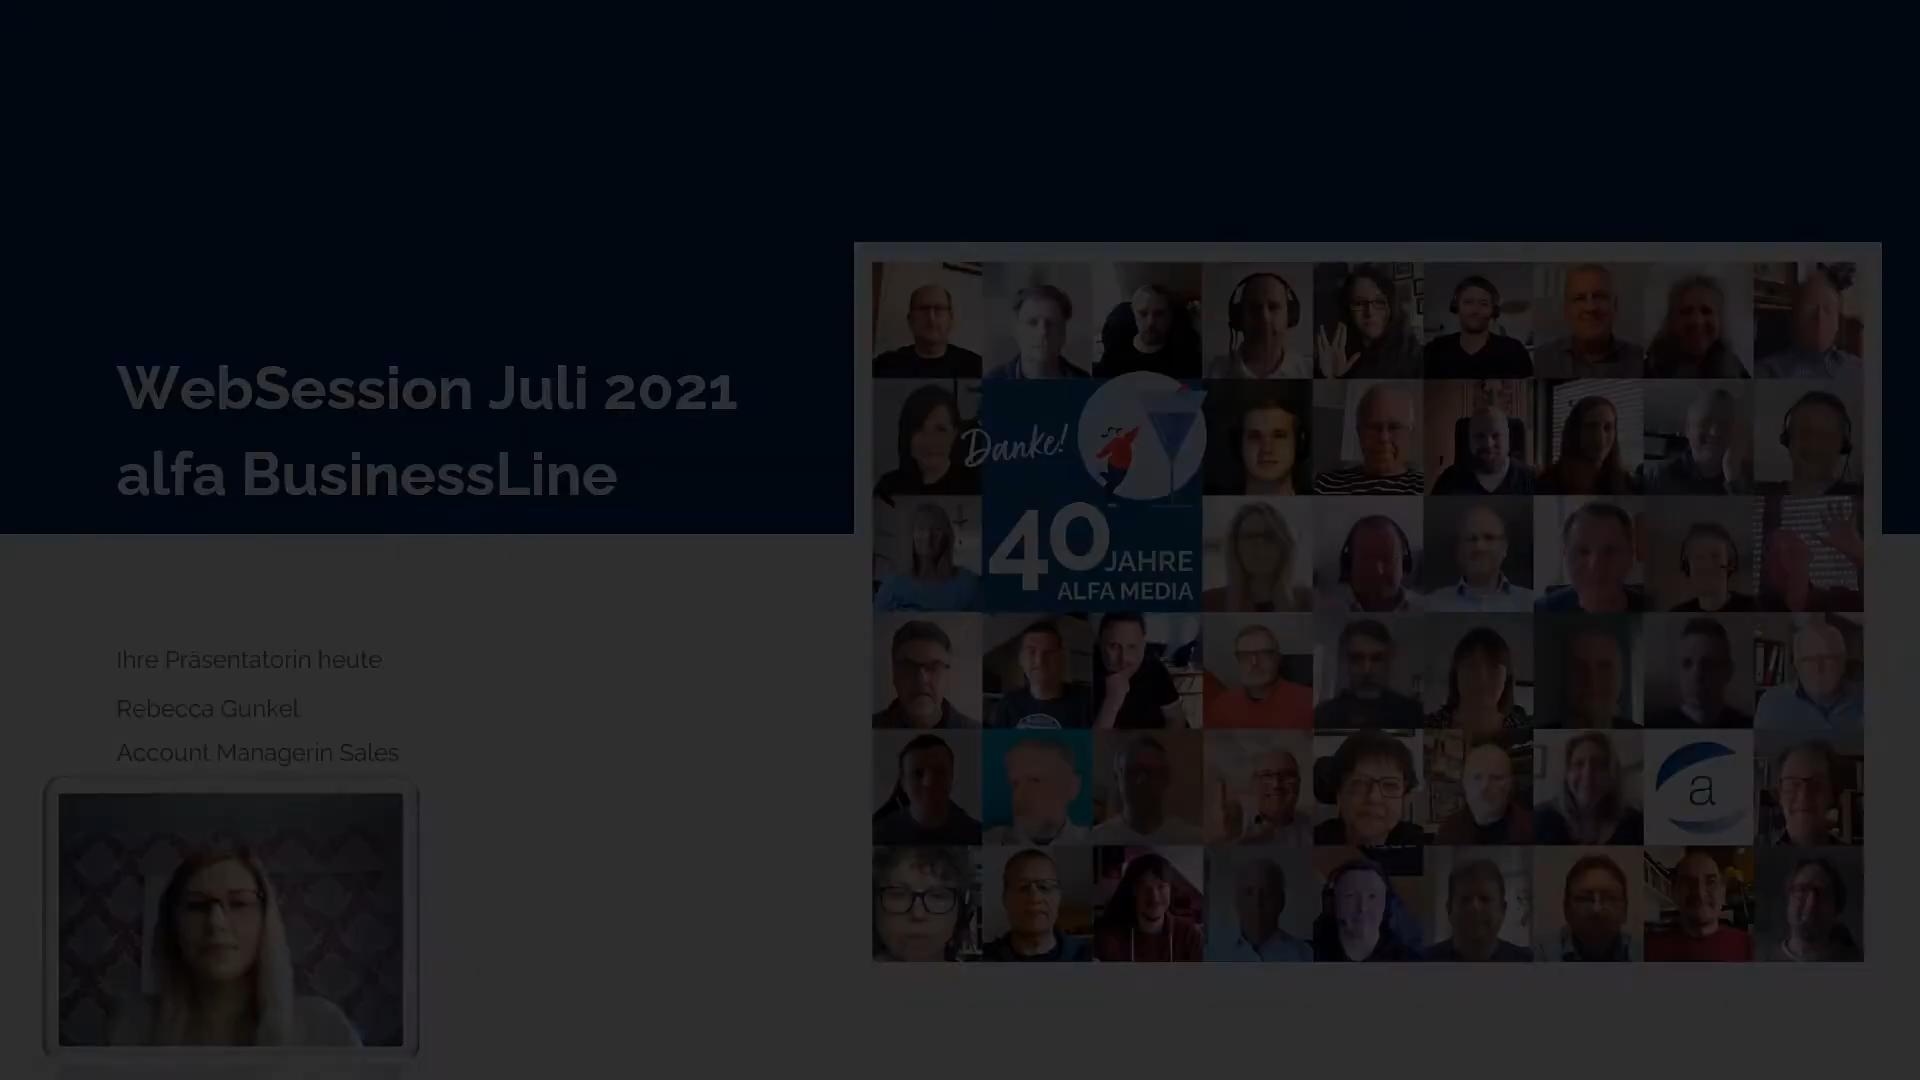 WebSession Juli 2021
alfa BusinessLine
Ihre Präsentatorin heute
Rebecca Gunkel
Account Managerin Sales
Danke!
40 JAHRE
ALFA MEDIA
a